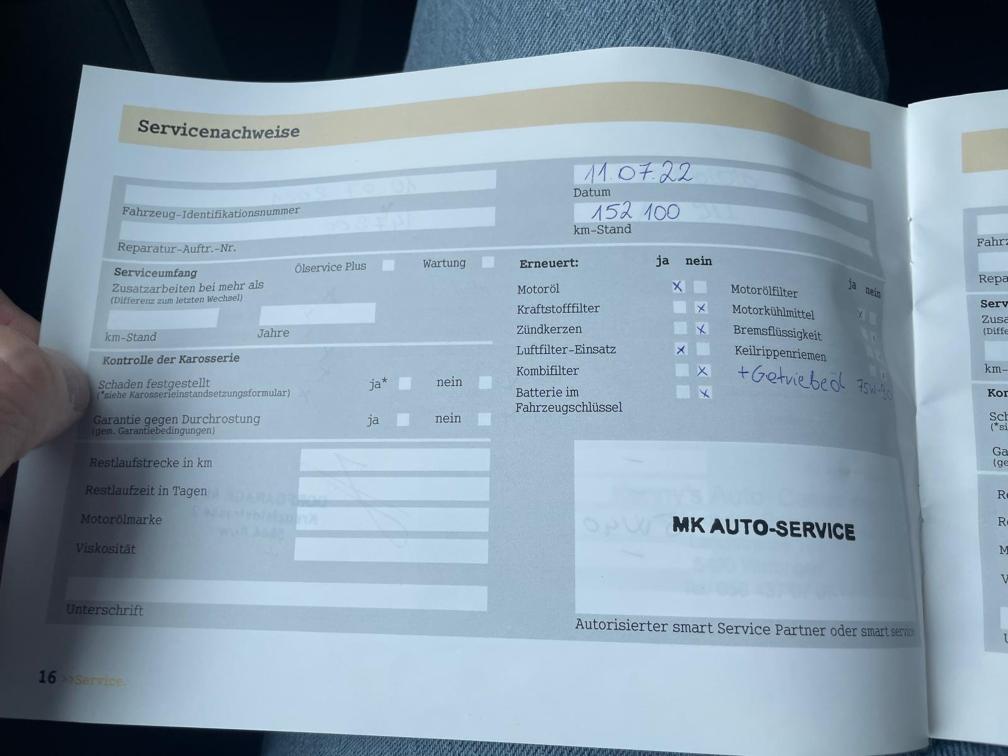 Servicenachweise
Fahrzeug-Identifikationsnummer
Reparatur-Auftr.-Nr.
11.07.22
Datum
152 100
km-Stand
Serviceumfang
Ölservice Plus Wartung
Zusatzarbeiten bei mehr als
(Differenz zum letzten Wechsel)
km-Stand Jahre
Kontrolle der Karosserie
Schaden festgestellt ja* nein
(*siehe Karosserieinstandsetzungsformular)
Garantie gegen Durchrostung ja nein
(gem. Garantiebedingungen)
Restlaufstrecke in km
Restlaufzeit in Tagen
Motorölmarke
Viskosität
Unterschrift
Erneuert: ja nein
Motoröl x
Kraftstofffilter x
Zündkerzen x
Luftfilter-Einsatz x
Kombifilter x
Batterie im x
Fahrzeugschlüssel
ja nein
Motorölfilter
Motorkühlmittel
Bremsflüssigkeit
Keilrippenriemen
+Getriebeöl 75W-90
MK AUTO-SERVICE
Autorisierter smart Service Partner oder smart
16 >>Service.